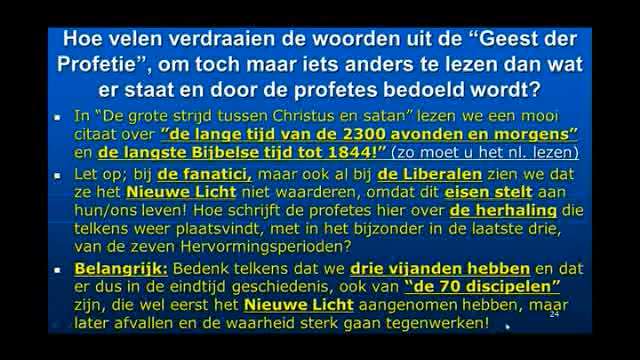 Hoe velen verdraaien de woorden uit de “Geest der
Profetie”, om toch maar iets anders te lezen dan wat
er staat en door de profetes bedoeld wordt?
In “De grote strijd tussen Christus en satan” lezen we een mooi
citaat over ”de lange tijd van de 2300 avonden en morgens”
en de langste Bijbelse tijd tot 1844!” (zo moet u het nl. lezen)
Let op; bij de fanatici, maar ook al bij de Liberalen zien we dat
ze het Nieuwe Licht niet waarderen, omdat dit eisen stelt aan
hun/ons leven! Hoe schrijft de profetes hier over de herhaling die
telkens weer plaatsvindt, met in het bijzonder in de laatste drie,
van de zeven Hervormingsperioden?
Belangrijk: Bedenk telkens dat we drie vijanden hebben en dat
er dus in de eindtijd geschiedenis, ook van “de 70 discipelen”
zijn, die wel eerst het Nieuwe Licht aangenomen hebben, maar
later afvallen en de waarheid sterk gaan tegenwerken!
24